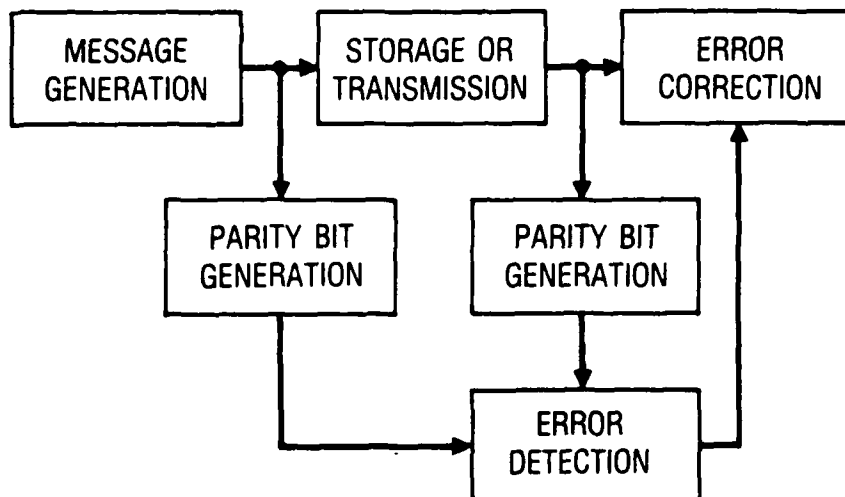 MESSAGE
GENERATION
STORAGE OR
TRANSMISSION
ERROR
CORRECTION
PARITY BIT
GENERATION
PARITY BIT
GENERATION
ERROR
DETECTION